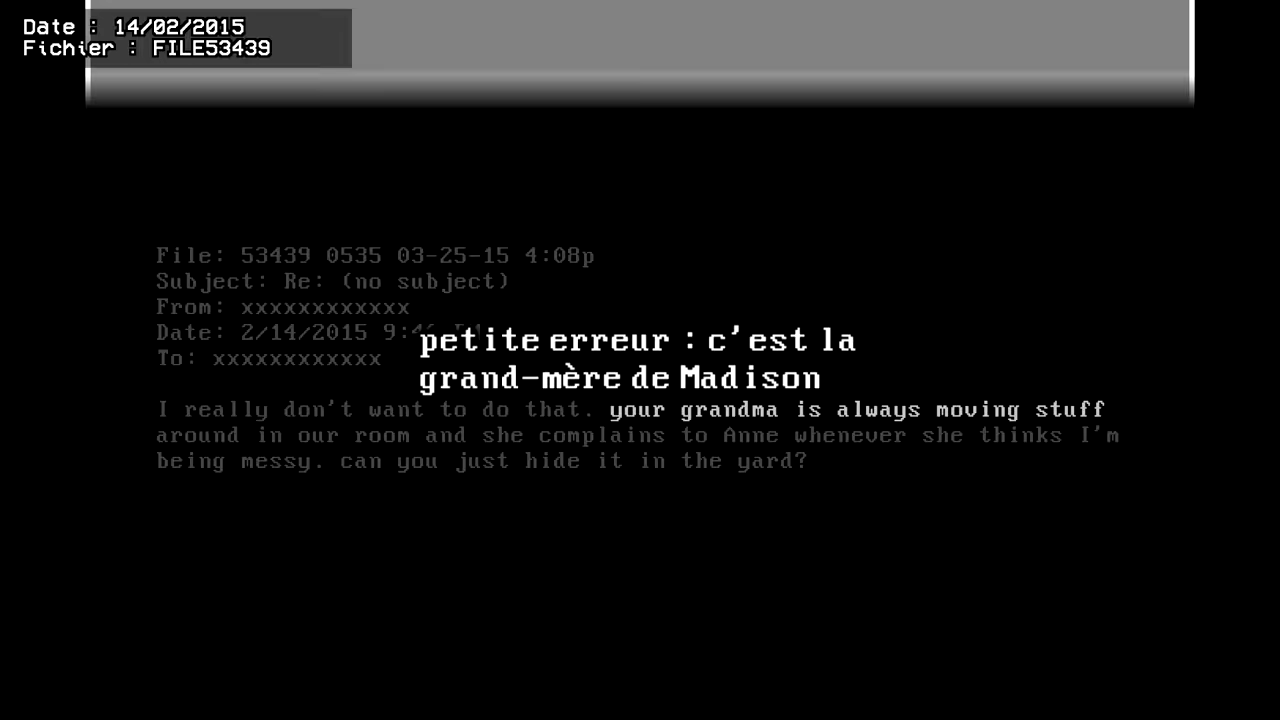 Date : 14/02/2015
Fichier : FILE53439
File: 53439 0535 03-25-15 4:08p
Subject: Re: (no subject)
From: xxxxxxxxxxxx
Date: 2/14/2015
To: xxxxxxxxxxxx
petite erreur : c'est la
grand-mère de Madison
I really don't want to do that. your grandma is always moving stuff
around in our room and she complains to Anne whenever she thinks I'm
being messy. can you just hide it in the yard?